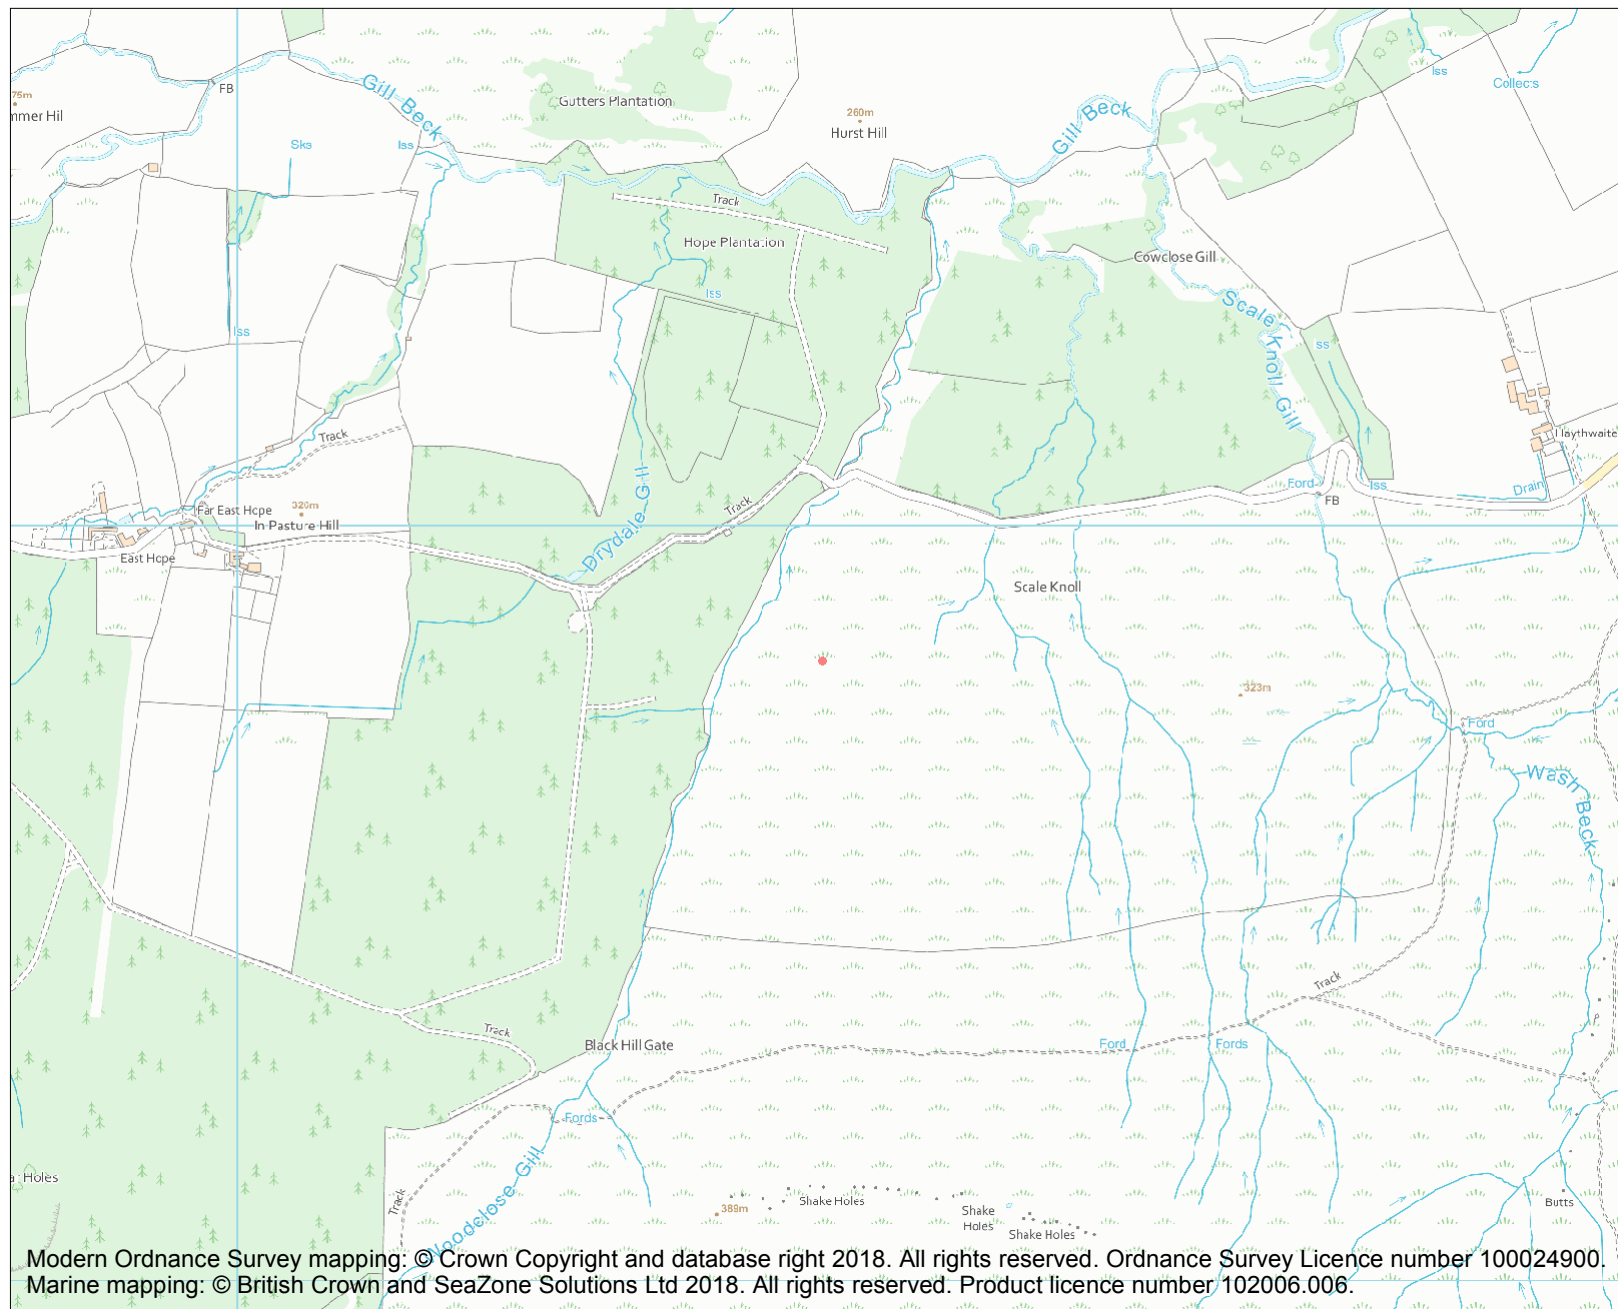 Gill Beck
Gutters Plantation
FB
75m
mmer Hil
260m
Hurst Hill
Gill Beck
Iss
Collects
Sks
Iss
Track
Hope Plantation
Cowclose Gill
Iss
Iss
Scale Knoll Gill
ss
Track
Haythwaite
Far East Hope
320m
In Pasture Hill
East Hope
Drydale Gill
Track
Ford
FB
Iss
Drain
Scale Knoll
323m
Ford
Wash Beck
Track
Black Hill Gate
Track
Ford
Fords
Fords
Holes
Track
Woodclose Gill
389m
Shake Holes
Shake
Holes
Shake Holes
Butts
Modern Ordnance Survey mapping: © Crown Copyright and database right 2018. All rights reserved. Ordnance Survey Licence number 100024900.
Marine mapping: © British Crown and SeaZone Solutions Ltd 2018. All rights reserved. Product licence number 102006.006.